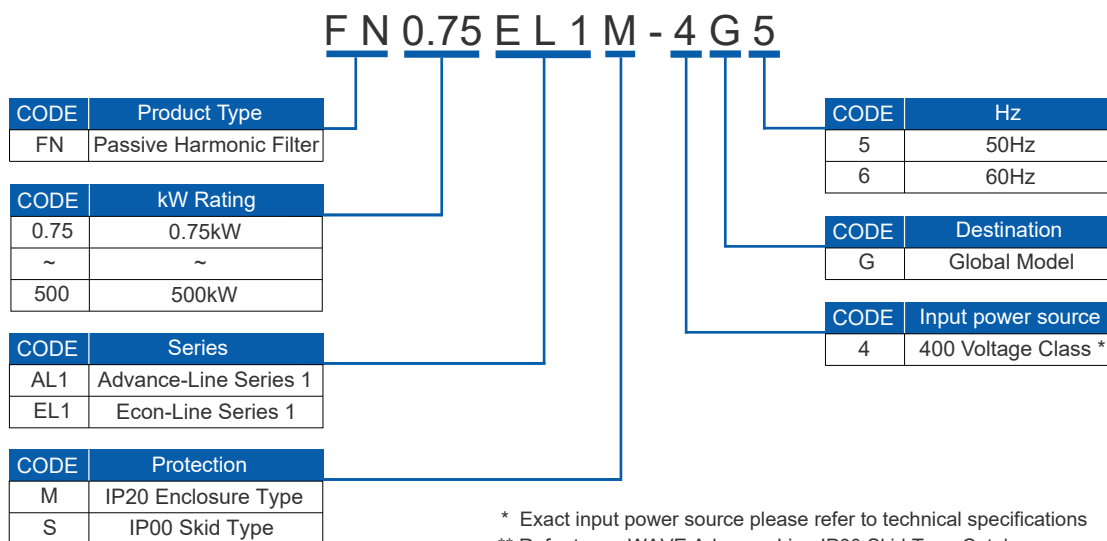 F N 0.75 E L 1 M - 4 G 5
CODE Product Type
FN Passive Harmonic Filter
CODE kW Rating
0.75 0.75kW
~ ~
500 500kW
CODE Series
AL1 Advance-Line Series 1
EL1 Econ-Line Series 1
CODE Protection
M IP20 Enclosure Type
S IP00 Skid Type
CODE Hz
5 50Hz
6 60Hz
CODE Destination
G Global Model
CODE Input power source
4 400 Voltage Class *
* Exact input power source please refer to technical specifications